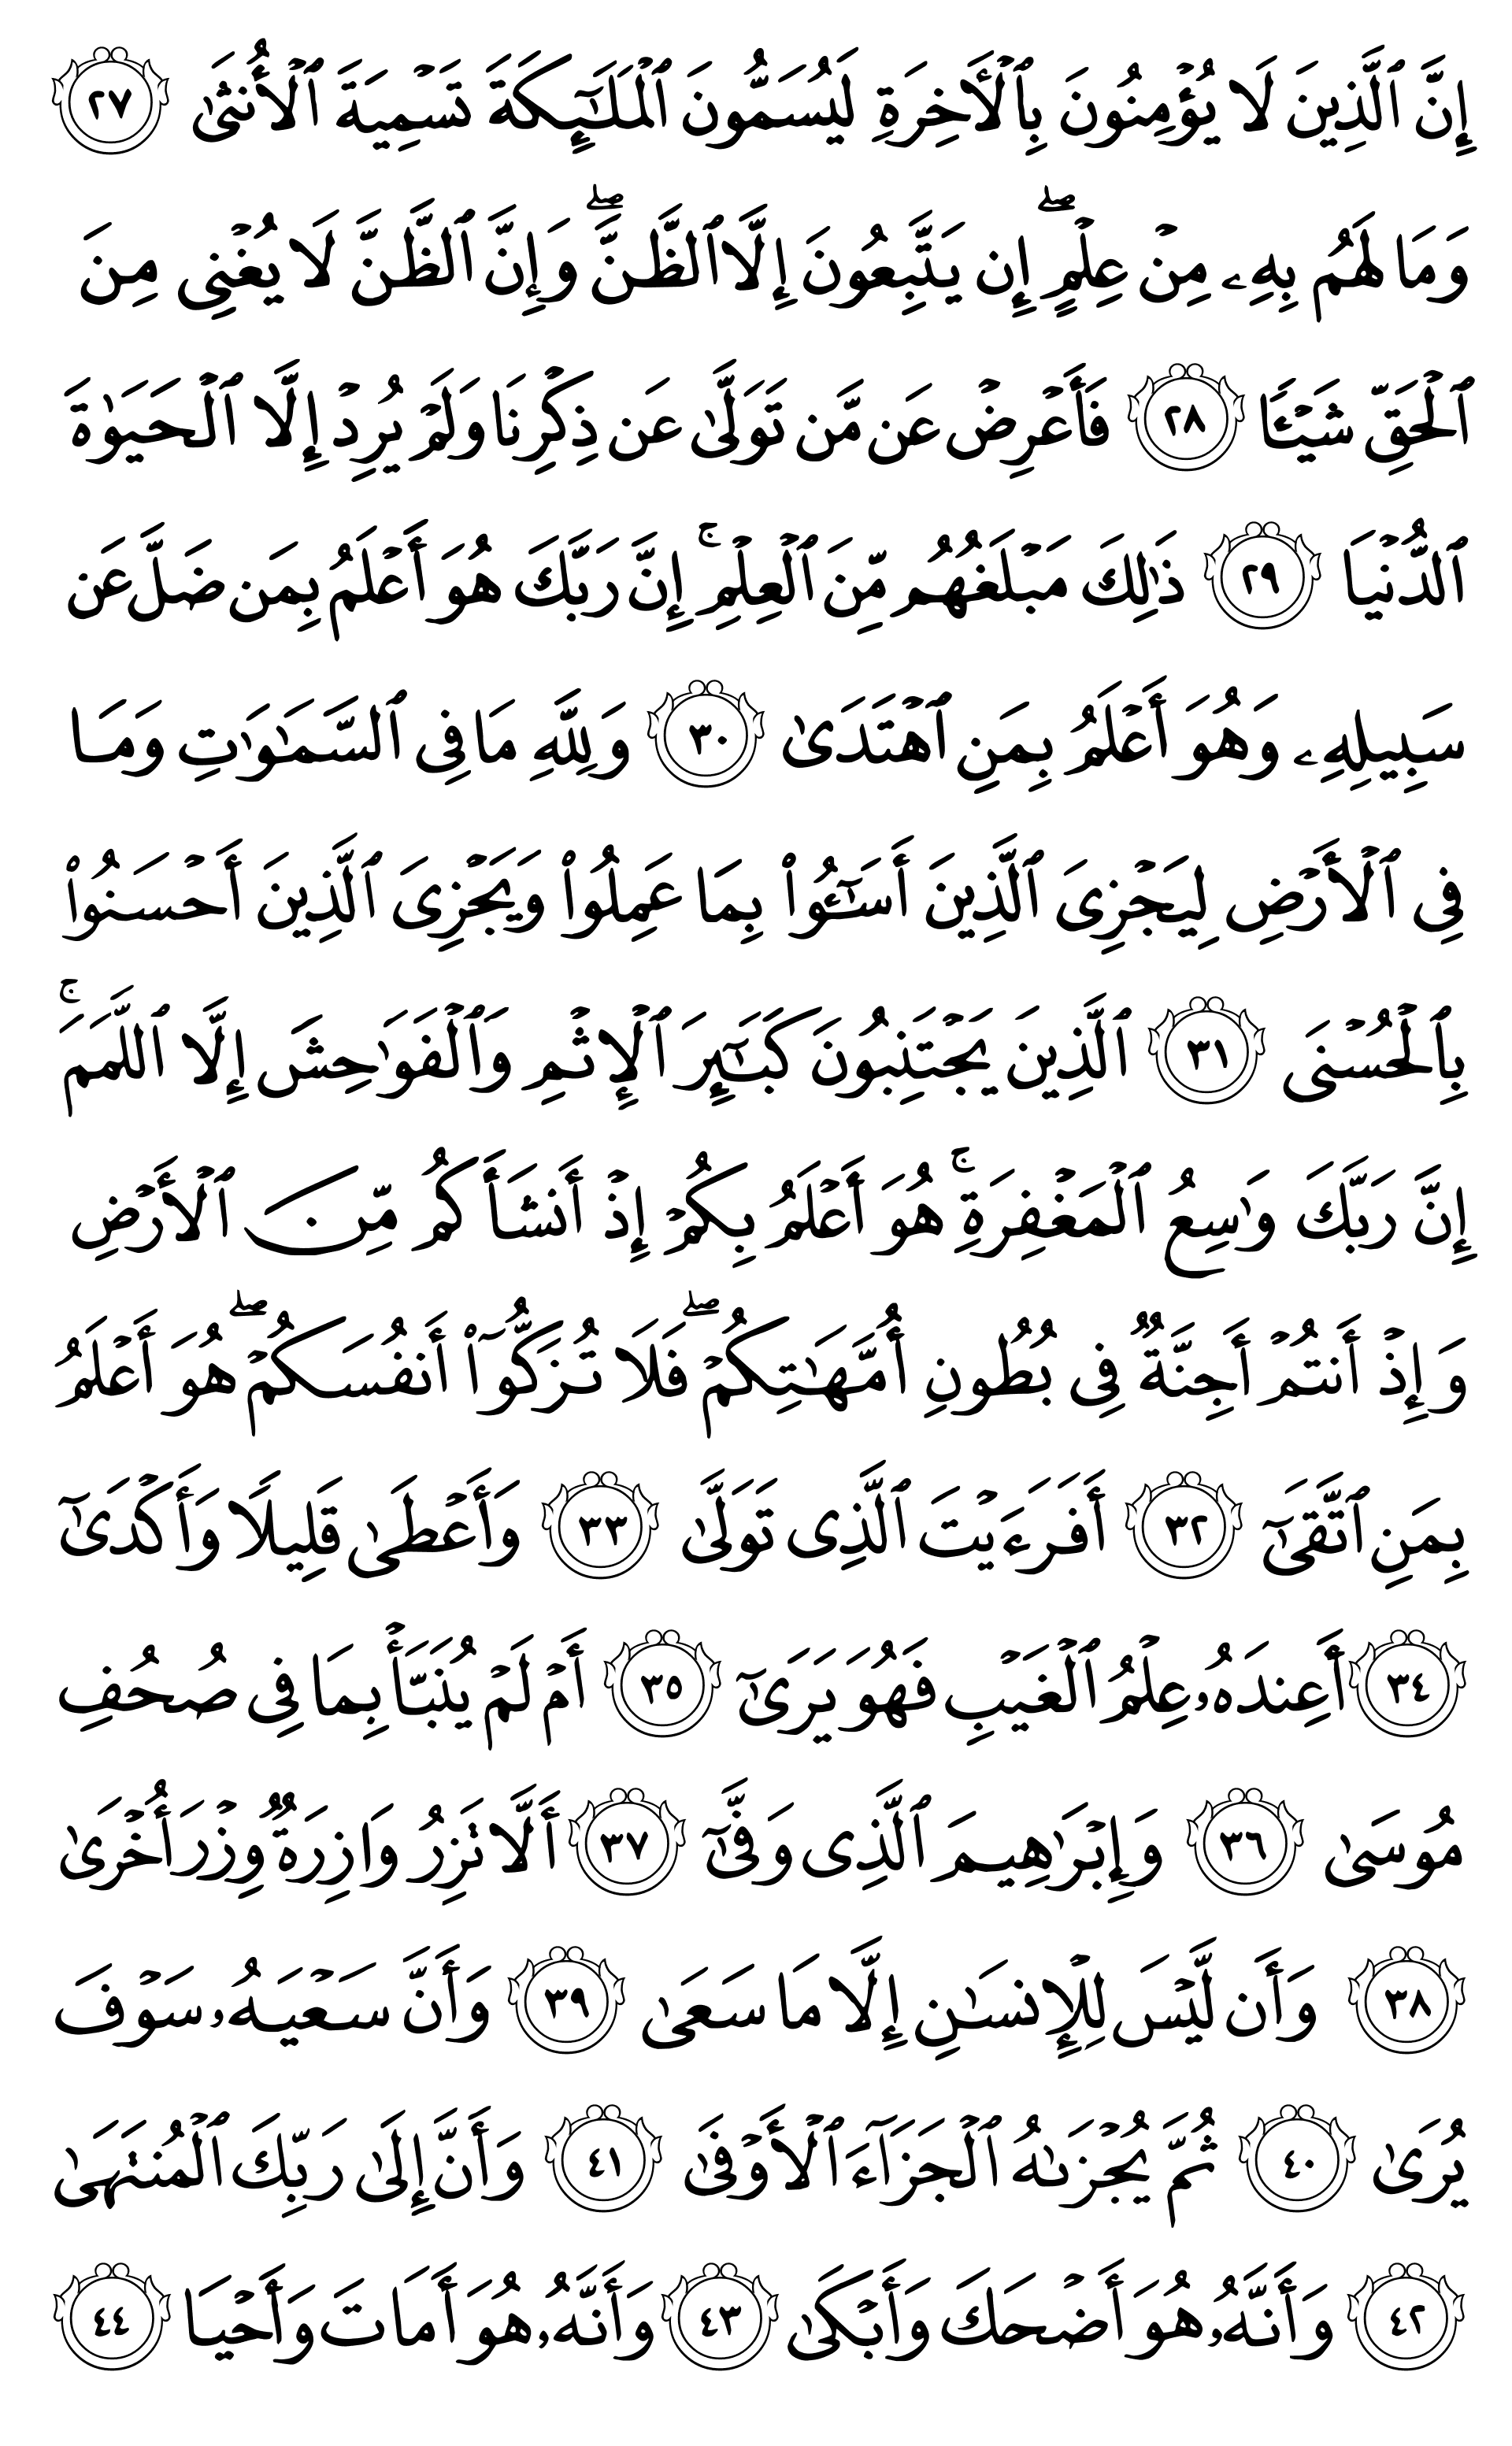 إِنَّ ٱلَّذِينَ لَا يُؤۡمِنُونَ بِٱلۡأٓخِرَةِ لَيُسَمُّونَ ٱلۡمَلَٰٓئِكَةَ تَسۡمِيَةَ ٱلۡأُنثَىٰ ٢٧
وَمَا لَهُم بِهِۦ مِنۡ عِلۡمٍۖ إِن يَتَّبِعُونَ إِلَّا ٱلظَّنَّۖ وَإِنَّ ٱلظَّنَّ لَا يُغۡنِي مِنَ
ٱلۡحَقِّ شَيۡـٔٗا ٢٨ فَأَعۡرِضۡ عَن مَّن تَوَلَّىٰ عَن ذِكۡرِنَا وَلَمۡ يُرِدۡ إِلَّا ٱلۡحَيَوٰةَ
ٱلدُّنۡيَا ٢٩ ذَٰلِكَ مَبۡلَغُهُم مِّنَ ٱلۡعِلۡمِۚ إِنَّ رَبَّكَ هُوَ أَعۡلَمُ بِمَن ضَلَّ عَن
سَبِيلِهِۦ وَهُوَ أَعۡلَمُ بِمَنِ ٱهۡتَدَىٰ ٣٠ وَلِلَّهِ مَا فِي ٱلسَّمَٰوَٰتِ وَمَا
فِي ٱلۡأَرۡضِ لِيَجۡزِيَ ٱلَّذِينَ أَسَٰٓـُٔواْ بِمَا عَمِلُواْ وَيَجۡزِيَ ٱلَّذِينَ أَحۡسَنُواْ
بِٱلۡحُسۡنَى ٣١ ٱلَّذِينَ يَجۡتَنِبُونَ كَبَٰٓئِرَ ٱلۡإِثۡمِ وَٱلۡفَوَٰحِشَ إِلَّا ٱللَّمَمَۚ
إِنَّ رَبَّكَ وَٰسِعُ ٱلۡمَغۡفِرَةِۚ هُوَ أَعۡلَمُ بِكُمۡ إِذۡ أَنشَأَكُم مِّنَ ٱلۡأَرۡضِ
وَإِذۡ أَنتُمۡ أَجِنَّةٞ فِي بُطُونِ أُمَّهَٰتِكُمۡۖ فَلَا تُزَكُّوٓاْ أَنفُسَكُمۡۖ هُوَ أَعۡلَمُ
بِمَنِ ٱتَّقَىٰٓ ٣٢ أَفَرَءَيۡتَ ٱلَّذِي تَوَلَّىٰ ٣٣ وَأَعۡطَىٰ قَلِيلٗا وَأَكۡدَىٰٓ
٣٤ أَعِندَهُۥ عِلۡمُ ٱلۡغَيۡبِ فَهُوَ يَرَىٰٓ ٣٥ أَمۡ لَمۡ يُنَبَّأۡ بِمَا فِي صُحُفِ
مُوسَىٰ ٣٦ وَإِبۡرَٰهِيمَ ٱلَّذِي وَفَّىٰٓ ٣٧ أَلَّا تَزِرُ وَازِرَةٞ وِزۡرَ أُخۡرَىٰ
٣٨ وَأَن لَّيۡسَ لِلۡإِنسَٰنِ إِلَّا مَا سَعَىٰ ٣٩ وَأَنَّ سَعۡيَهُۥ سَوۡفَ
يُرَىٰ ٤٠ ثُمَّ يُجۡزَىٰهُ ٱلۡجَزَآءَ ٱلۡأَوۡفَىٰ ٤١ وَأَنَّ إِلَىٰ رَبِّكَ ٱلۡمُنتَهَىٰ
٤٢ وَأَنَّهُۥ هُوَ أَضۡحَكَ وَأَبۡكَىٰ ٤٣ وَأَنَّهُۥ هُوَ أَمَاتَ وَأَحۡيَا ٤٤